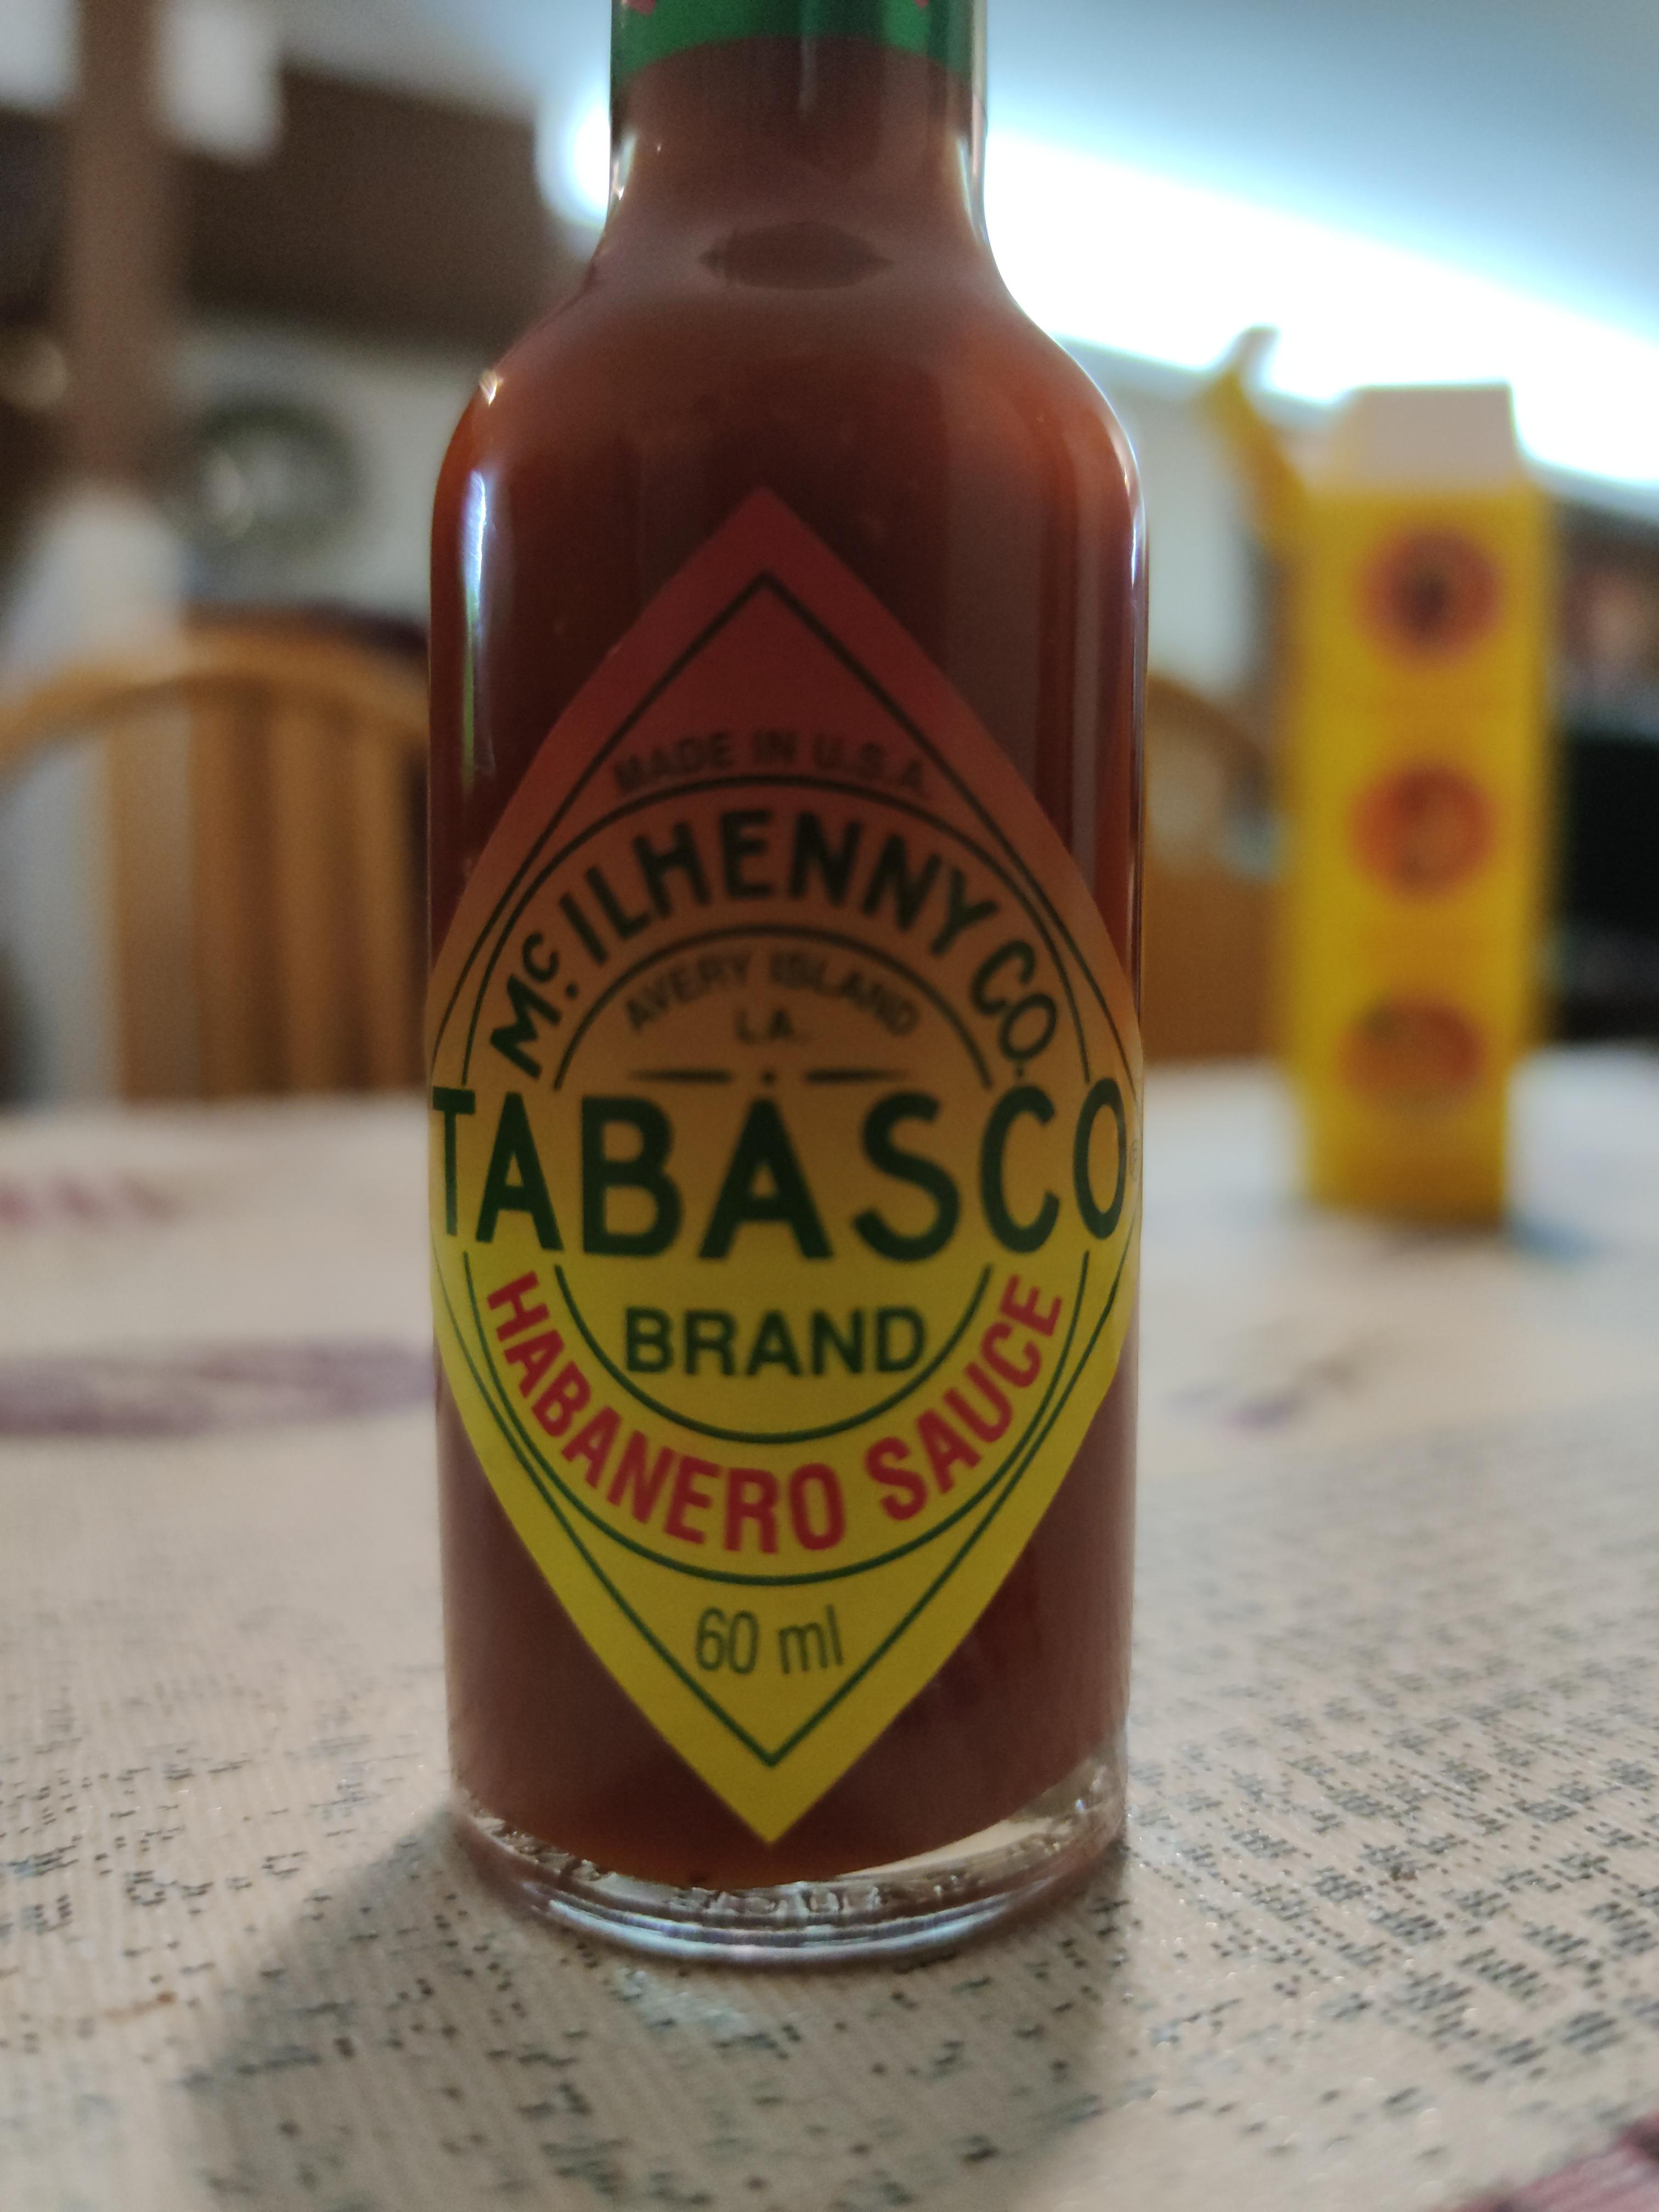 MADE IN U.S.A.
Mc. ILHENNY CO.
AVERY ISLAND
LA.
TABASCO®
BRAND
HABANERO SAUCE
60 ml